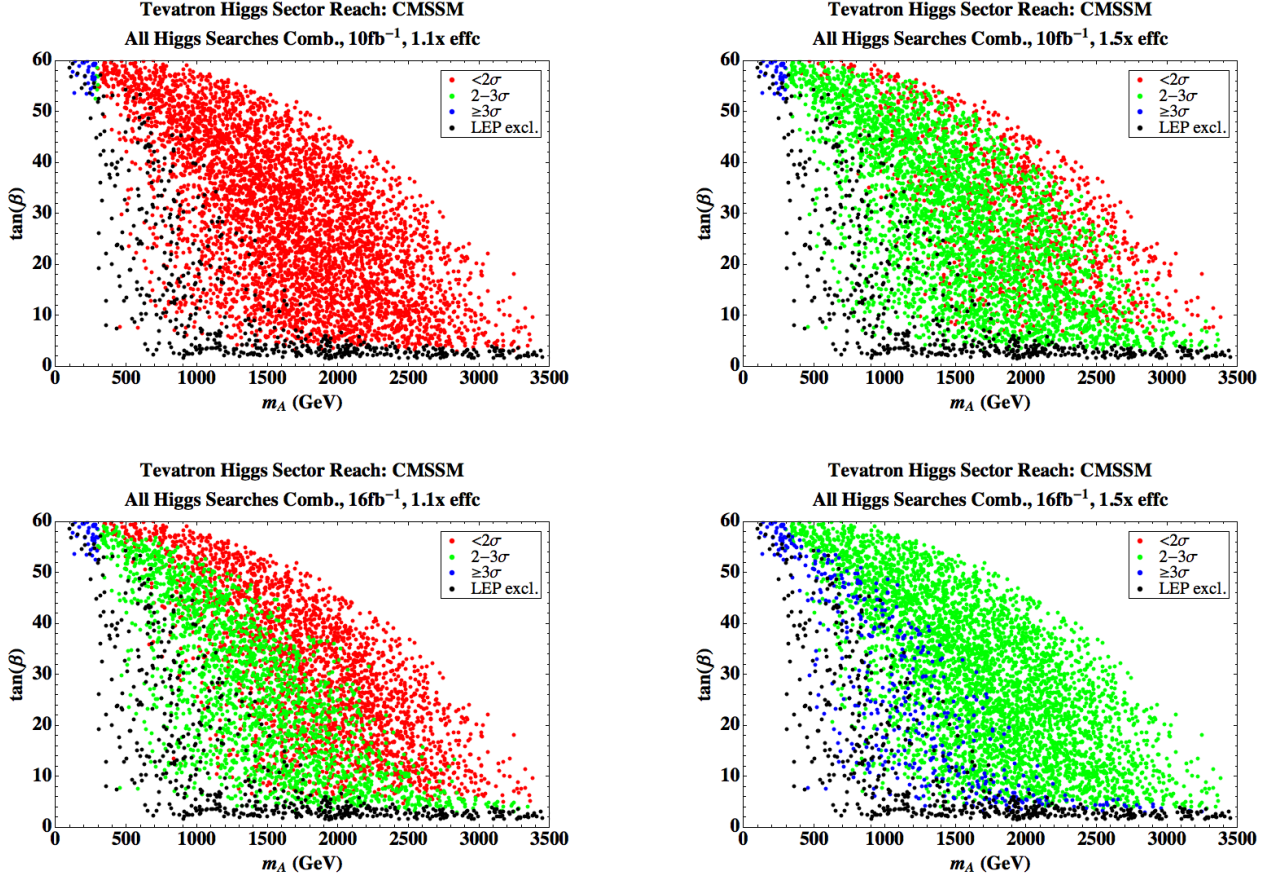 Tevatron Higgs Sector Reach: CMSSM
All Higgs Searches Comb., 10fb⁻¹, 1.1x effc
tan(β)
60
50
40
30
20
10
0
<2σ
2−3σ
≥3σ
LEP excl.
0 500 1000 1500 2000 2500 3000 3500
m_A (GeV)
Tevatron Higgs Sector Reach: CMSSM
All Higgs Searches Comb., 10fb⁻¹, 1.5x effc
tan(β)
60
50
40
30
20
10
0
<2σ
2−3σ
≥3σ
LEP excl.
0 500 1000 1500 2000 2500 3000 3500
m_A (GeV)
Tevatron Higgs Sector Reach: CMSSM
All Higgs Searches Comb., 16fb⁻¹, 1.1x effc
tan(β)
60
50
40
30
20
10
0
<2σ
2−3σ
≥3σ
LEP excl.
0 500 1000 1500 2000 2500 3000 3500
m_A (GeV)
Tevatron Higgs Sector Reach: CMSSM
All Higgs Searches Comb., 16fb⁻¹, 1.5x effc
tan(β)
60
50
40
30
20
10
0
<2σ
2−3σ
≥3σ
LEP excl.
0 500 1000 1500 2000 2500 3000 3500
m_A (GeV)